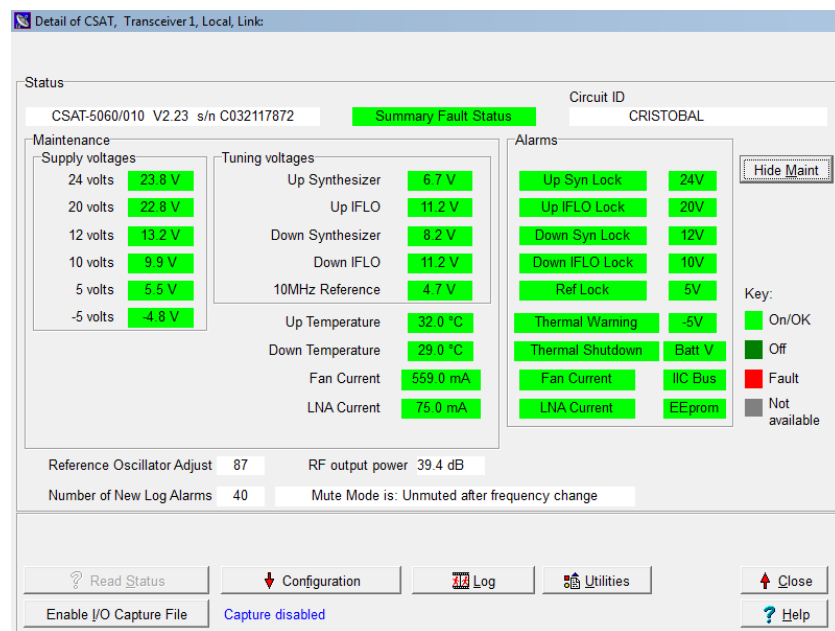 Detail of CSAT, Transceiver 1, Local, Link:
Status
Circuit ID
CSAT-5060/010 V2.23 s/n C032117872
Summary Fault Status
CRISTOBAL
Maintenance
Alarms
Supply voltages
Tuning voltages
Hide Maint
24 volts 23.8 V Up Synthesizer 6.7 V Up Syn Lock 24V
20 volts 22.8 V Up IFLO 11.2 V Up IFLO Lock 20V
12 volts 13.2 V Down Synthesizer 8.2 V Down Syn Lock 12V
10 volts 9.9 V Down IFLO 11.2 V Down IFLO Lock 10V
5 volts 5.5 V 10MHz Reference 4.7 V Ref Lock 5V
Key:
-5 volts -4.8 V Up Temperature 32.0 °C Thermal Warning -5V On/OK
Down Temperature 29.0 °C Thermal Shutdown Batt V Off
Fan Current 559.0 mA Fan Current IIC Bus Fault
LNA Current 75.0 mA LNA Current EEprom Not
available
Reference Oscillator Adjust 87 RF output power 39.4 dB
Number of New Log Alarms 40 Mute Mode is: Unmuted after frequency change
Read Status Configuration Log Utilities Close
Enable I/O Capture File Capture disabled Help